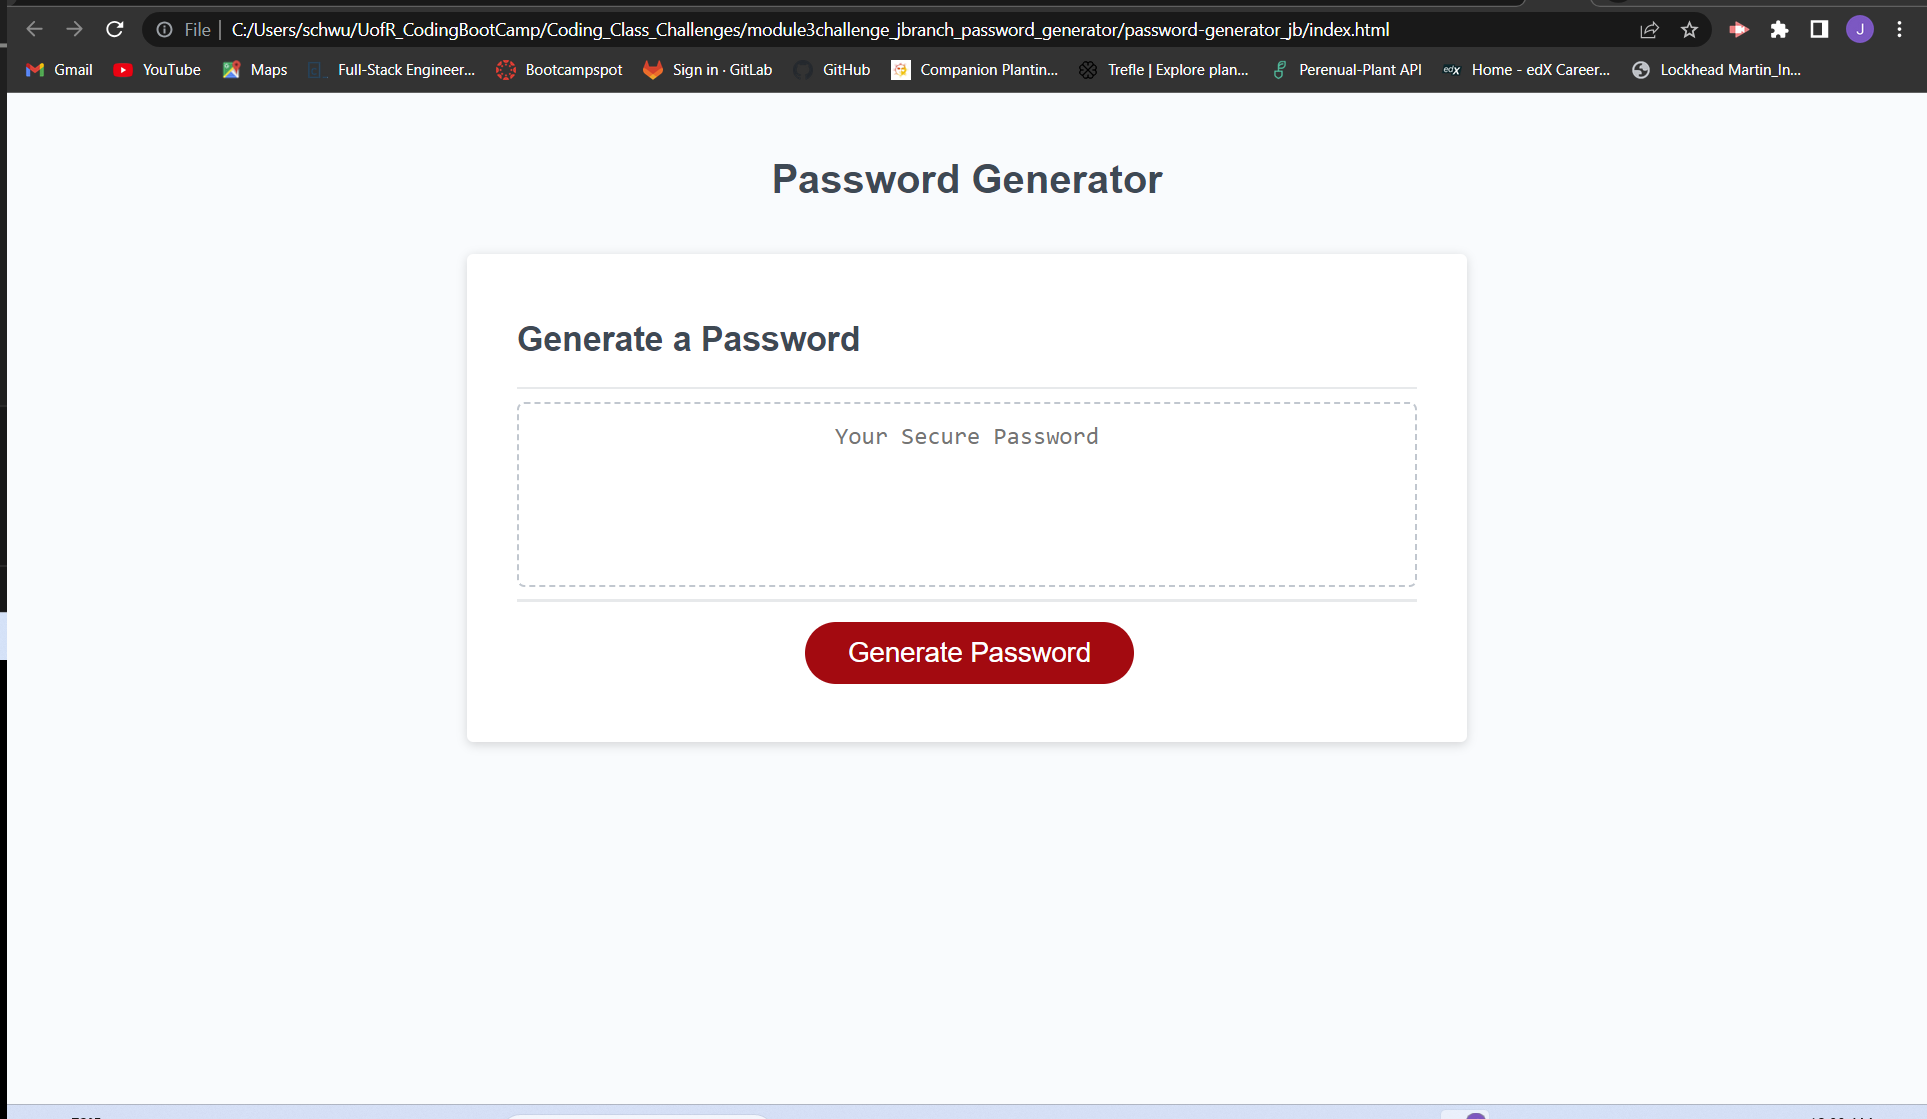 File C:/Users/schwu/UofR_CodingBootCamp/Coding_Class_Challenges/module3challenge_jbranch_password_generator/password-generator_jb/index.html J
Gmail YouTube Maps Full-Stack Engineer... Bootcampspot Sign in · GitLab GitHub Companion Plantin... Trefle | Explore plan... Perenual-Plant API edX Home - edX Career... Lockhead Martin_In...
Password Generator
Generate a Password
Your Secure Password
Generate Password